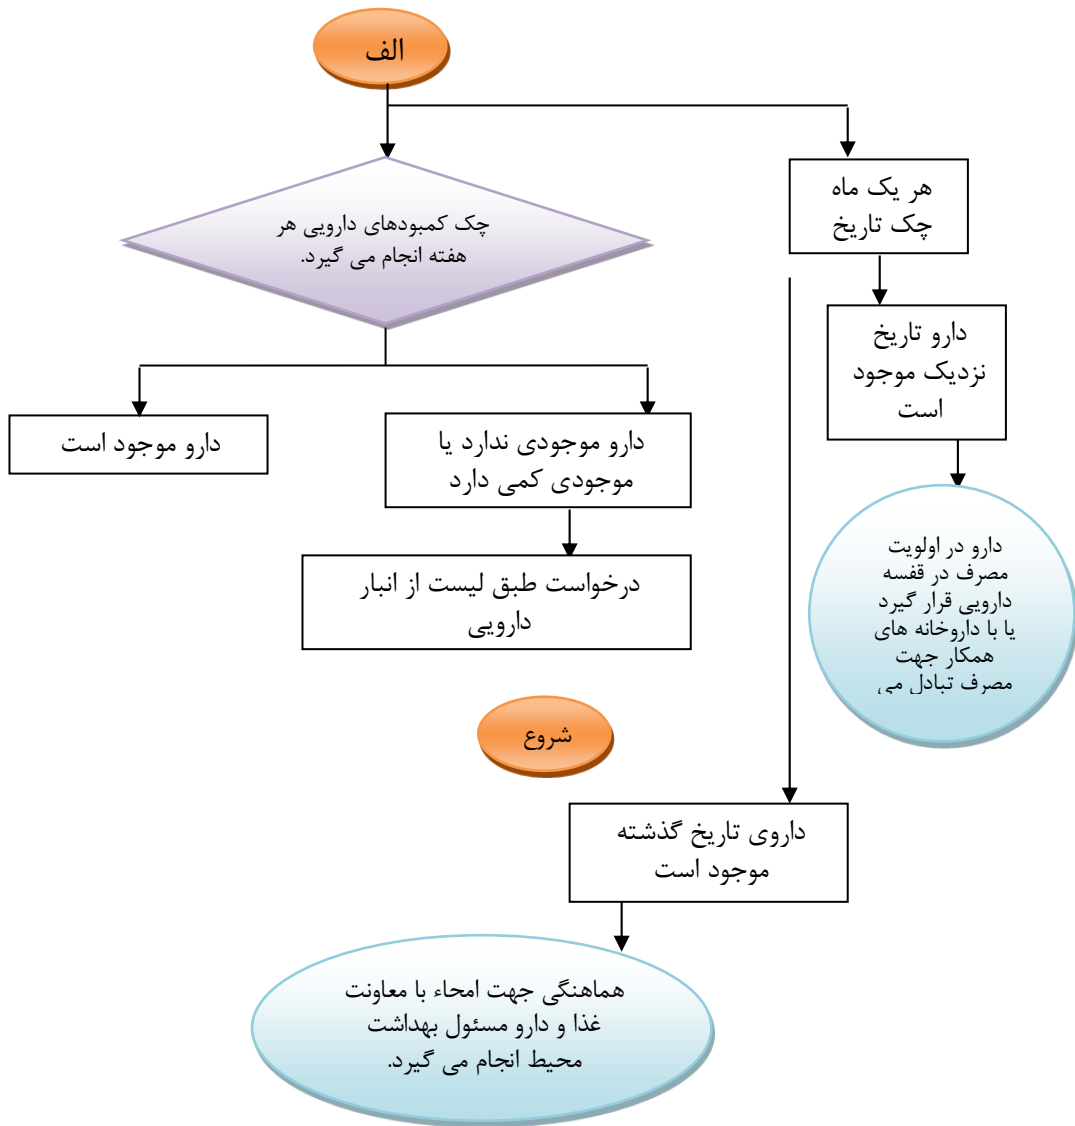 الف
هر یک ماه
چک تاریخ
چک کمبودهای دارویی هر
هفته انجام می گیرد.
دارو تاریخ
نزدیک موجود
است
دارو موجودی ندارد یا
موجودی کمی دارد
دارو موجود است
دارو در اولویت
مصرف در قفسه
دارویی قرار گیرد
یا با داروخانه های
همکار جهت
مصرف تبادل می
درخواست طبق لیست از انبار
دارویی
شروع
داروی تاریخ گذشته
موجود است
هماهنگی جهت امحاء با معاونت
غذا و دارو مسئول بهداشت
محیط انجام می گیرد.